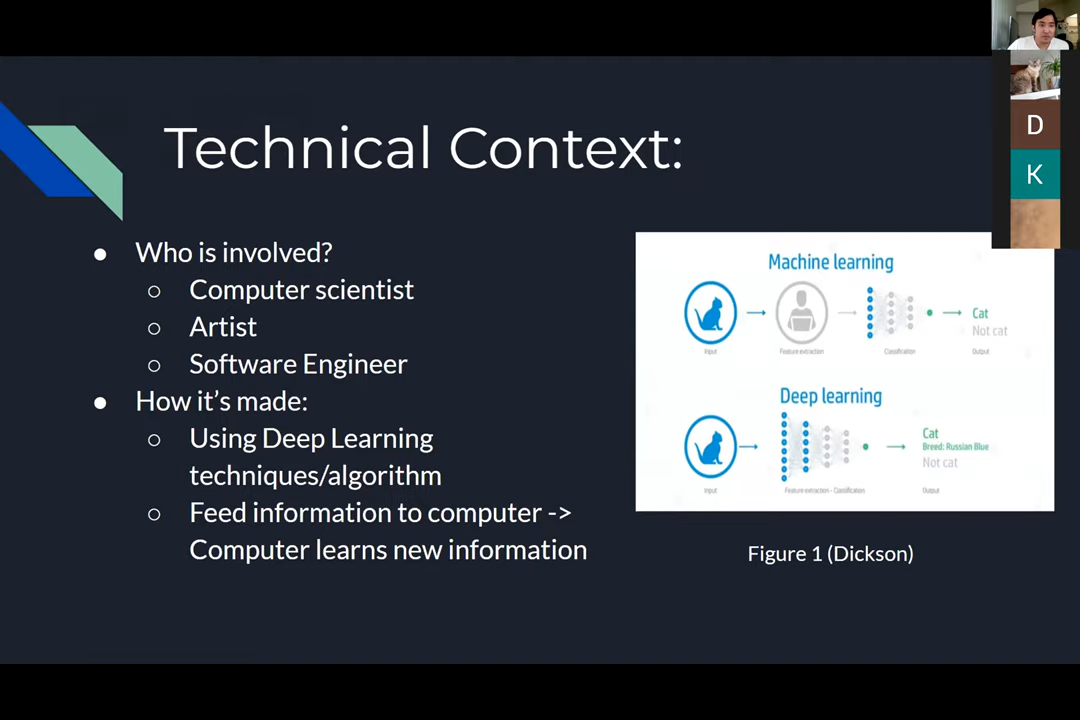 Technical Context:
● Who is involved?
○ Computer scientist
○ Artist
○ Software Engineer
● How it's made:
○ Using Deep Learning
techniques/algorithm
○ Feed information to computer ->
Computer learns new information
Machine learning
Cat
Not cat
Input
Feature extraction
Classification
Output
Deep learning
Cat
Breed: Russian Blue
Not cat
Input
Feature extraction - Classification
Output
Figure 1 (Dickson)
D
K